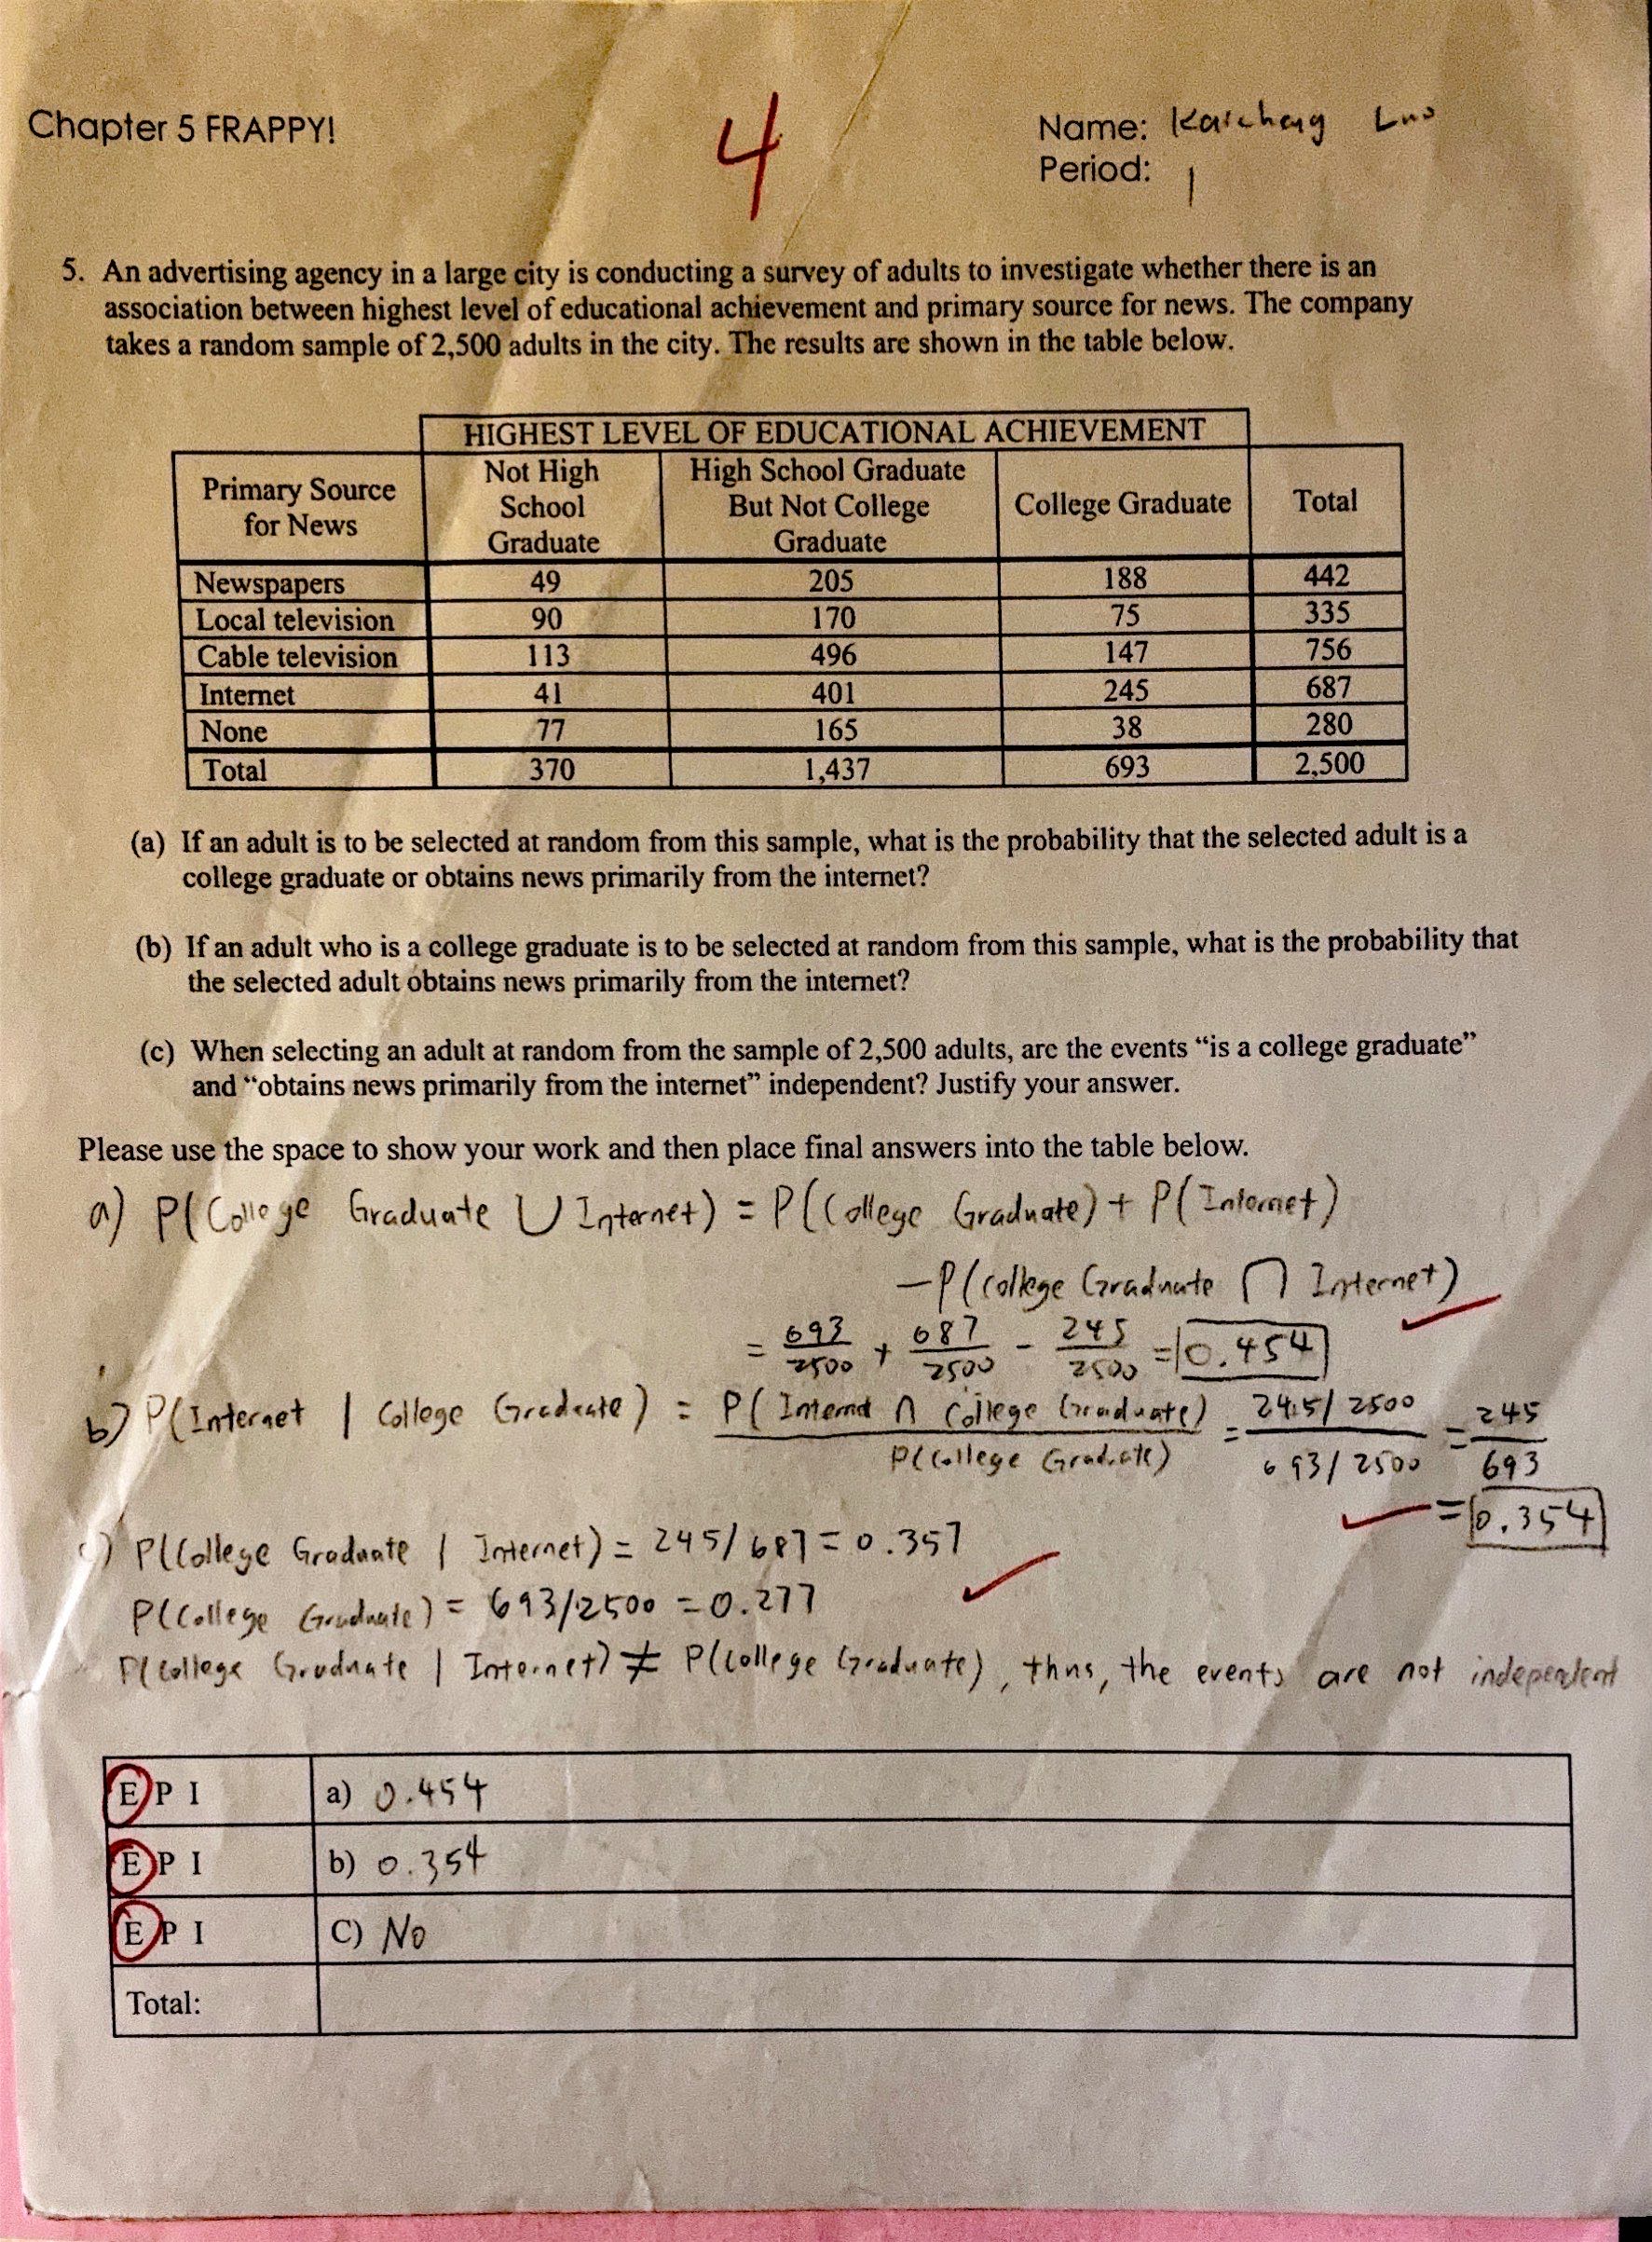 Chapter 5 FRAPPY!
4
Name: Kaicheng Luo
Period: 1
5. An advertising agency in a large city is conducting a survey of adults to investigate whether there is an
association between highest level of educational achievement and primary source for news. The company
takes a random sample of 2,500 adults in the city. The results are shown in the table below.
HIGHEST LEVEL OF EDUCATIONAL ACHIEVEMENT
Primary Source for News | Not High School Graduate | High School Graduate But Not College Graduate | College Graduate | Total
Newspapers 49 205 188 442
Local television 90 170 75 335
Cable television 113 496 147 756
Internet 41 401 245 687
None 77 165 38 280
Total 370 1,437 693 2,500
(a) If an adult is to be selected at random from this sample, what is the probability that the selected adult is a
college graduate or obtains news primarily from the internet?
(b) If an adult who is a college graduate is to be selected at random from this sample, what is the probability that
the selected adult obtains news primarily from the internet?
(c) When selecting an adult at random from the sample of 2,500 adults, are the events “is a college graduate”
and “obtains news primarily from the internet” independent? Justify your answer.
Please use the space to show your work and then place final answers into the table below.
a) P(College Graduate ∪ Internet) = P(College Graduate) + P(Internet)
- P(College Graduate ∩ Internet)
= 693/2500 + 687/2500 - 245/2500 = 0.454
b) P(Internet | College Graduate) = P(Internet ∩ College Graduate) / P(College Graduate) = 245/2500 / 693/2500 = 245/693
= 0.354
c) P(College Graduate | Internet) = 245/687 = 0.357
P(College Graduate) = 693/2500 = 0.277
P(College Graduate | Internet) ≠ P(College Graduate), thus, the events are not independent
E P I a) 0.454
E P I b) 0.354
E P I C) No
Total: